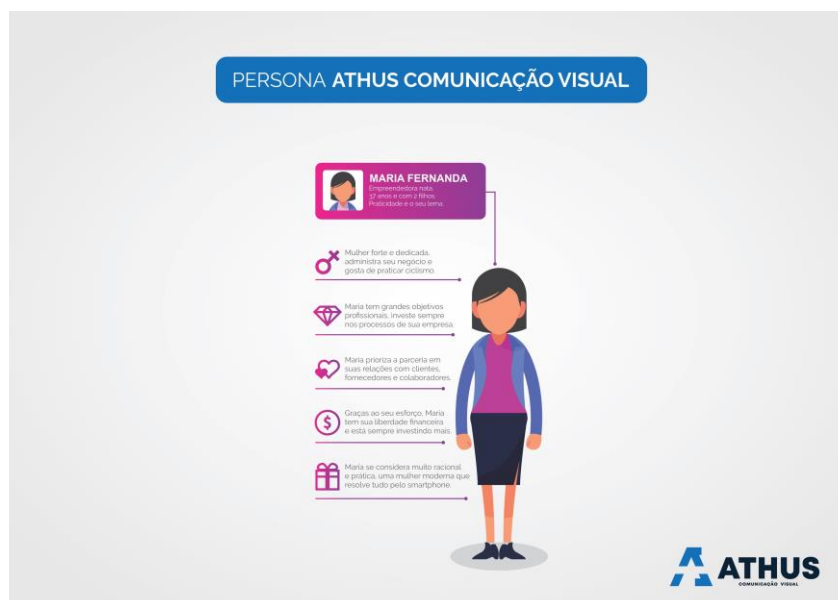 PERSONA ATHUS COMUNICAÇÃO VISUAL
MARIA FERNANDA
Empreendedora nata,
37 anos e com 2 filhos.
Praticidade é o seu lema.
Mulher forte e dedicada,
administra seu negócio e
gosta de praticar ciclismo.
Maria tem grandes objetivos
profissionais, investe sempre
nos processos de sua empresa.
Maria prioriza a parceria em
suas relações com clientes,
fornecedores e colaboradores.
Graças ao seu esforço, Maria
tem sua liberdade financeira
e está sempre investindo mais.
Maria se considera muito racional
e prática, uma mulher moderna que
resolve tudo pelo smartphone.
ATHUS
COMUNICAÇÃO VISUAL